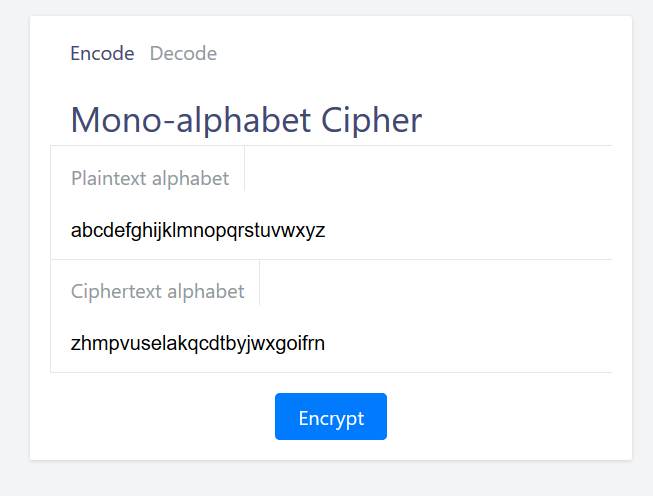 Encode Decode
Mono-alphabet Cipher
Plaintext alphabet
abcdefghijklmnopqrstuvwxyz
Ciphertext alphabet
zhmpvuselakqcdtbyjwxgoifrn
Encrypt